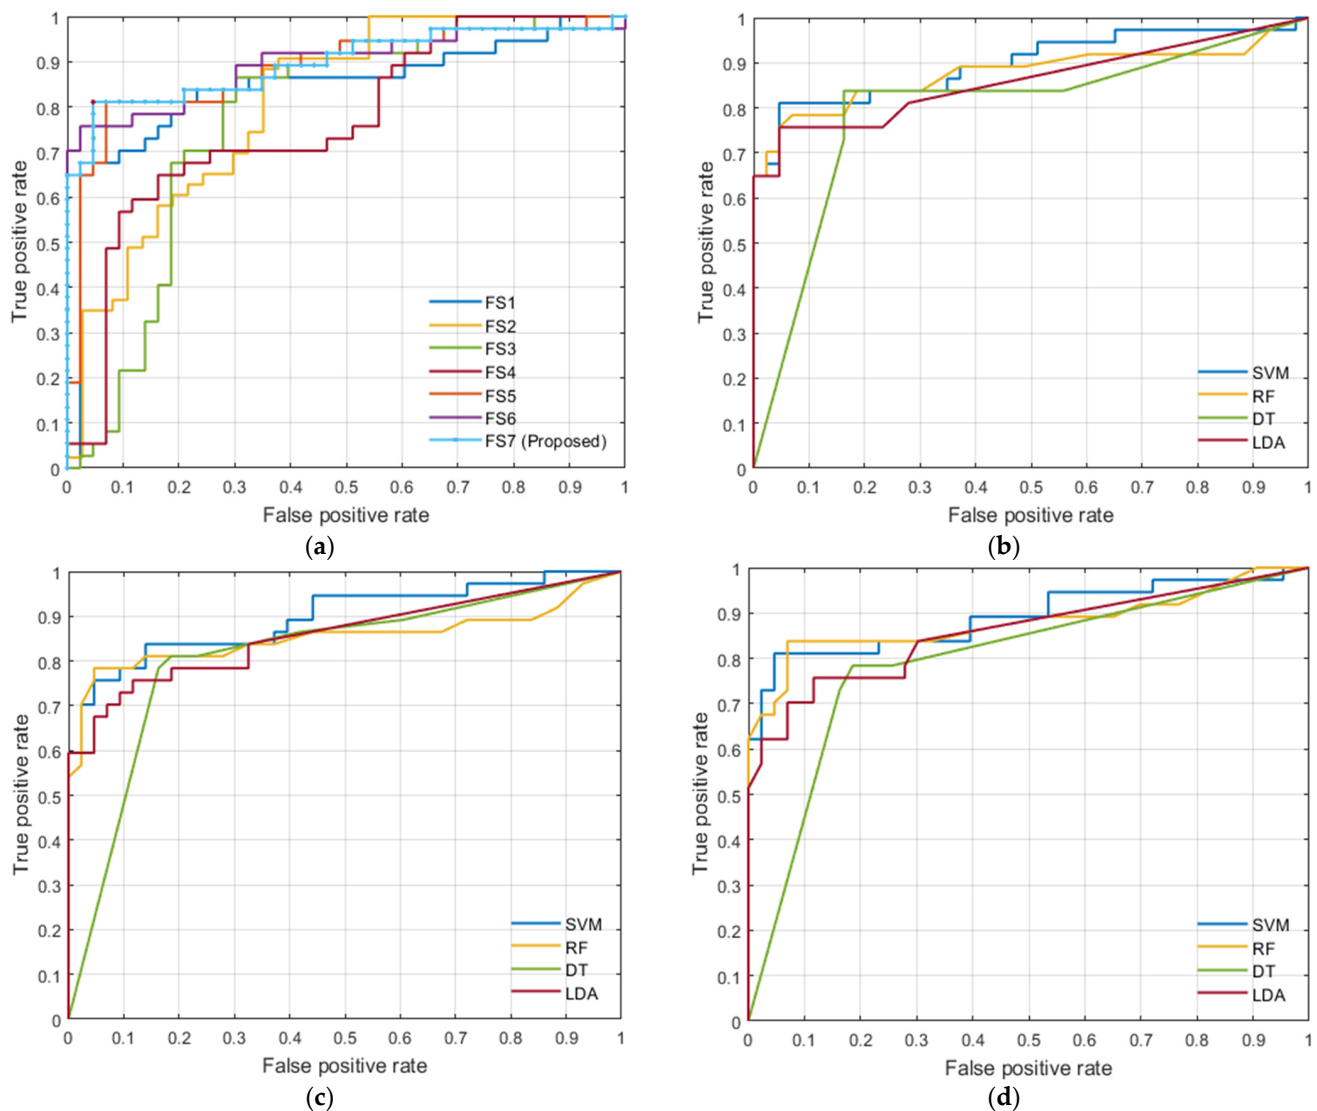 1
0.9
0.8
0.7
0.6
0.5
0.4
0.3
0.2
0.1
0
True positive rate
FS1
FS2
FS3
FS4
FS5
FS6
FS7 (Proposed)
0 0.1 0.2 0.3 0.4 0.5 0.6 0.7 0.8 0.9 1
False positive rate
(a)
1
0.9
0.8
0.7
0.6
0.5
0.4
0.3
0.2
0.1
0
True positive rate
SVM
RF
DT
LDA
0 0.1 0.2 0.3 0.4 0.5 0.6 0.7 0.8 0.9 1
False positive rate
(b)
1
0.9
0.8
0.7
0.6
0.5
0.4
0.3
0.2
0.1
0
True positive rate
SVM
RF
DT
LDA
0 0.1 0.2 0.3 0.4 0.5 0.6 0.7 0.8 0.9 1
False positive rate
(c)
1
0.9
0.8
0.7
0.6
0.5
0.4
0.3
0.2
0.1
0
True positive rate
SVM
RF
DT
LDA
0 0.1 0.2 0.3 0.4 0.5 0.6 0.7 0.8 0.9 1
False positive rate
(d)